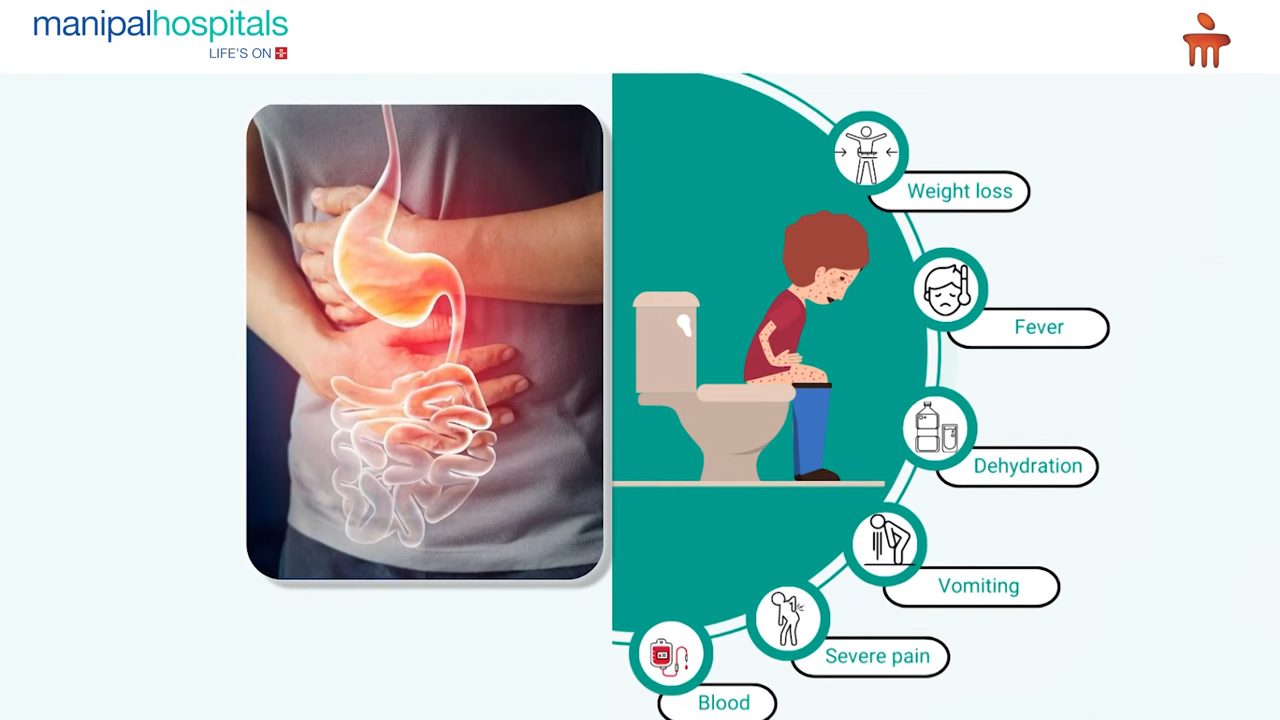 manipalhospitals
LIFE'S ON
Weight loss
Fever
Dehydration
Vomiting
Severe pain
Blood